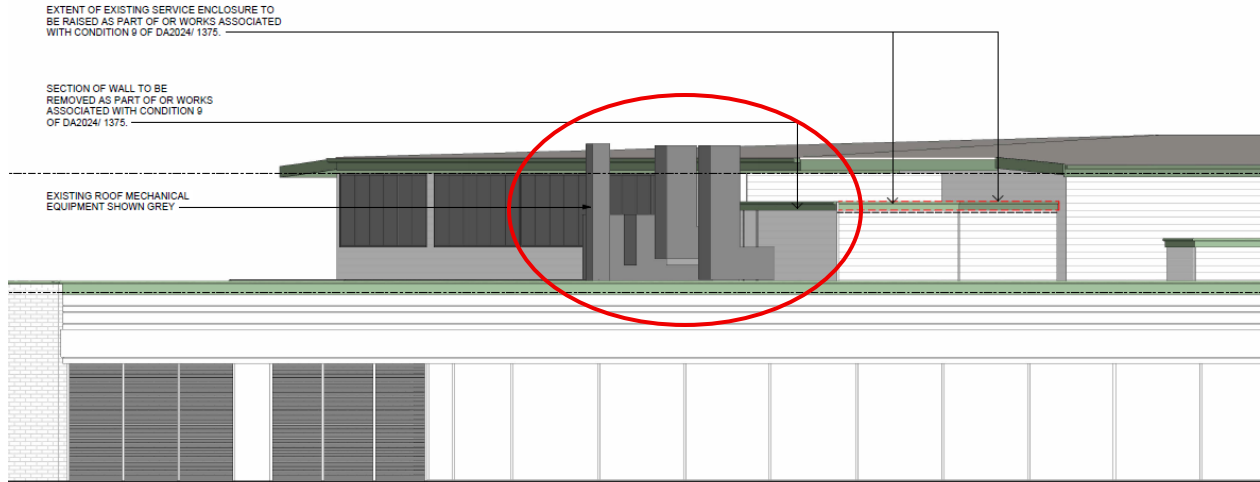 EXTENT OF EXISTING SERVICE ENCLOSURE TO
BE RAISED AS PART OF OR WORKS ASSOCIATED
WITH CONDITION 9 OF DA2024/ 1375.
SECTION OF WALL TO BE
REMOVED AS PART OF OR WORKS
ASSOCIATED WITH CONDITION 9
OF DA2024/ 1375.
EXISTING ROOF MECHANICAL
EQUIPMENT SHOWN GREY